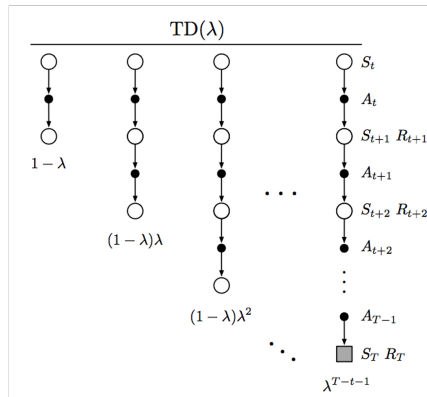 TD(λ)
S_t
A_t
S_{t+1} R_{t+1}
1 − λ
A_{t+1}
S_{t+2} R_{t+2}
(1 − λ)λ
A_{t+2}
(1 − λ)λ²
A_{T−1}
S_T R_T
λ^{T−t−1}